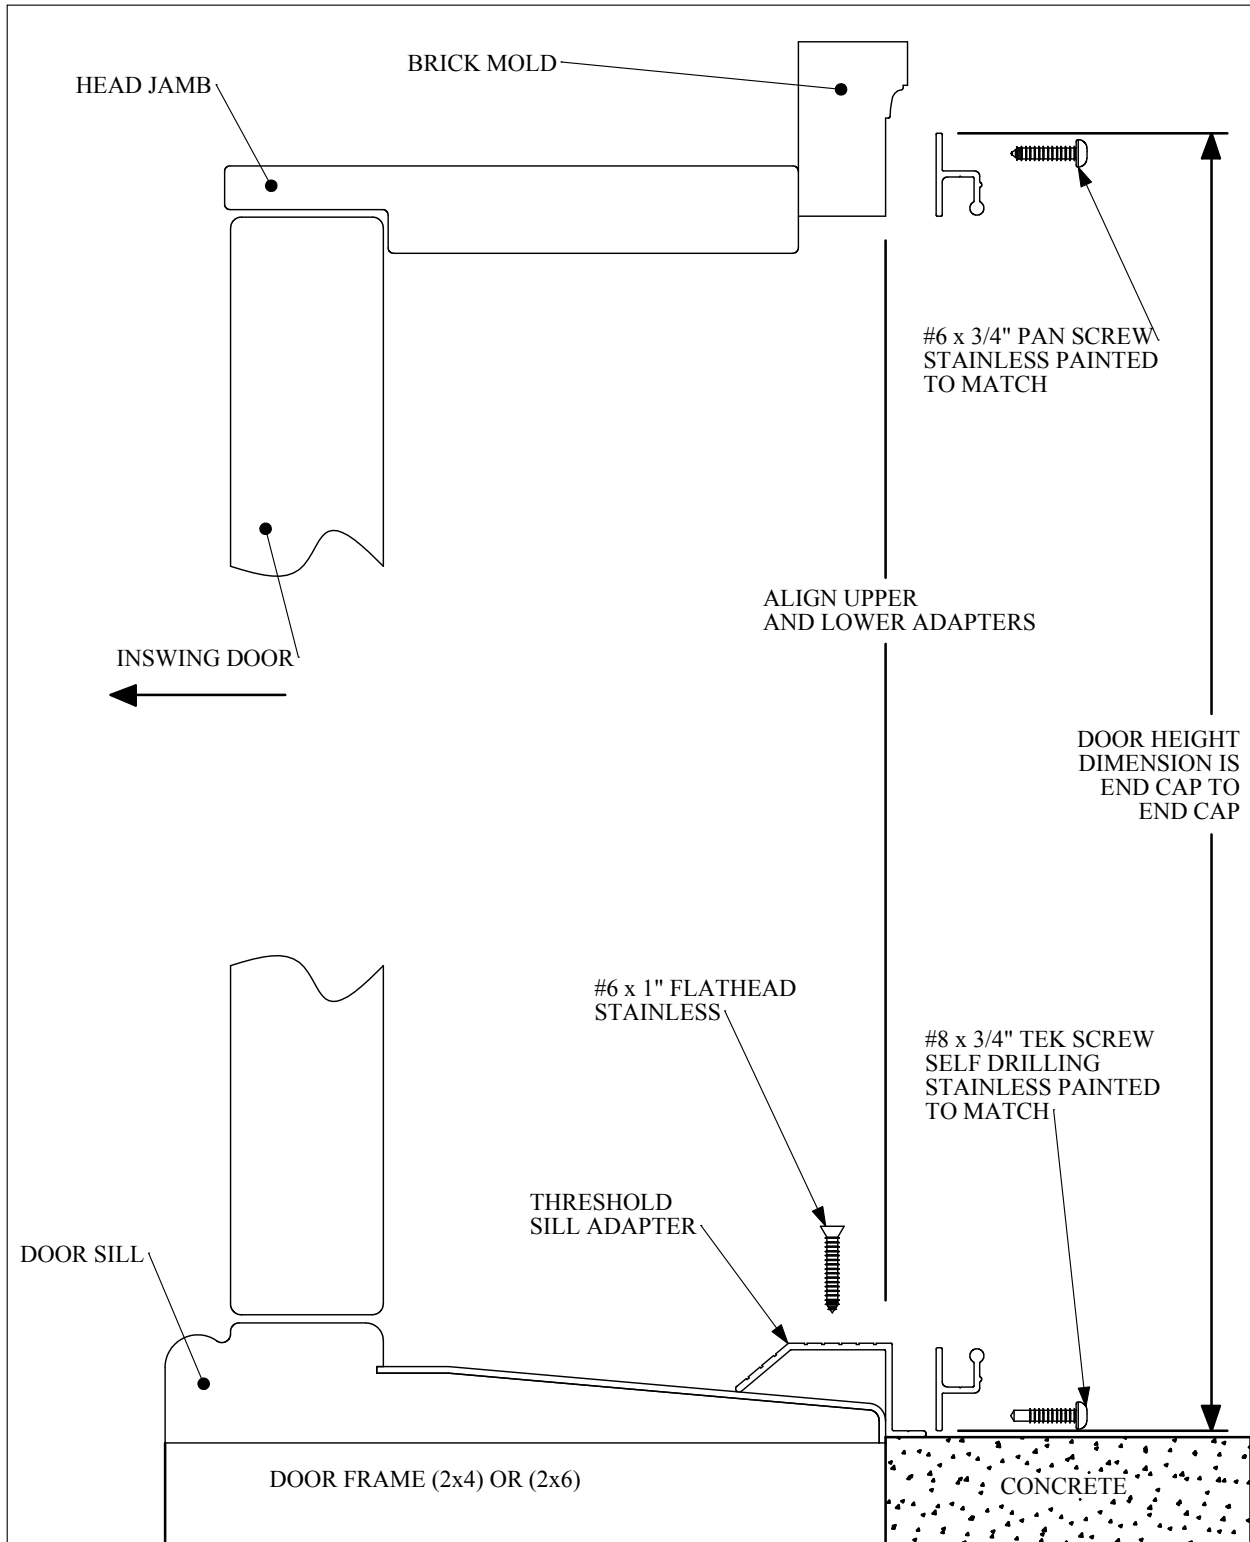 BRICK MOLD
HEAD JAMB
#6 x 3/4" PAN SCREW
STAINLESS PAINTED
TO MATCH
ALIGN UPPER
AND LOWER ADAPTERS
INSWING DOOR
DOOR HEIGHT
DIMENSION IS
END CAP TO
END CAP
#6 x 1" FLATHEAD
STAINLESS
#8 x 3/4" TEK SCREW
SELF DRILLING
STAINLESS PAINTED
TO MATCH
THRESHOLD
SILL ADAPTER
DOOR SILL
DOOR FRAME (2x4) OR (2x6)
CONCRETE